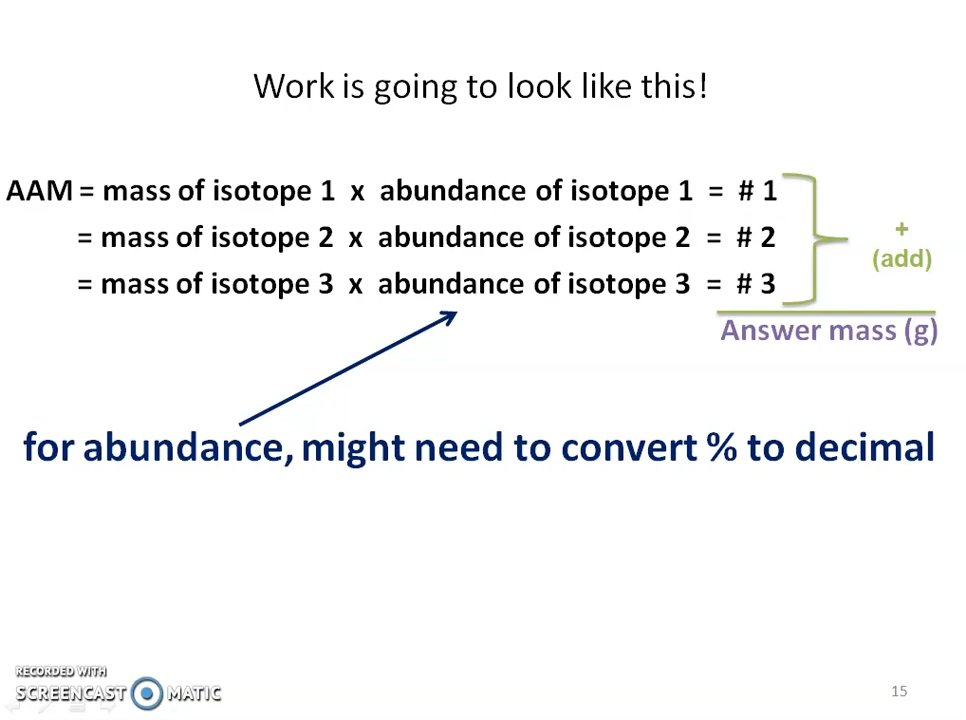 Work is going to look like this!
AAM = mass of isotope 1 x abundance of isotope 1 = # 1
= mass of isotope 2 x abundance of isotope 2 = # 2
= mass of isotope 3 x abundance of isotope 3 = # 3
+
(add)
Answer mass (g)
for abundance, might need to convert % to decimal
RECORDED WITH
SCREENCAST MATIC
15